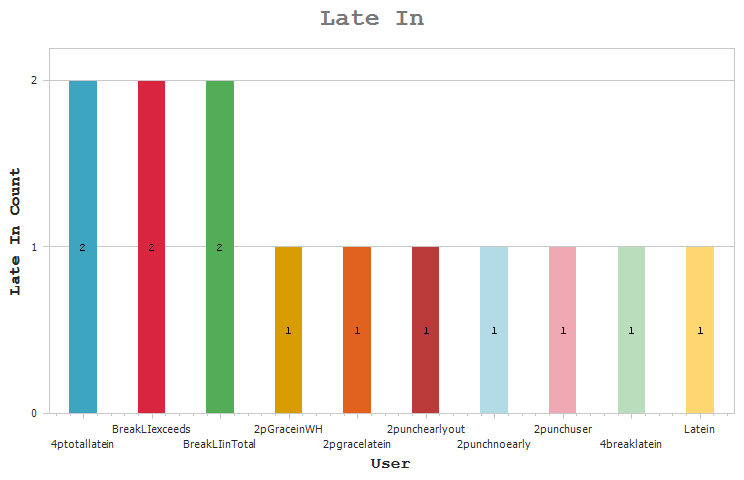 Late In
Late In Count
2
1
0
2
2
2
1
1
1
1
1
1
1
BreakLIexceeds
2pGraceinWH
2punchearlyout
2punchuser
Latein
4ptotallatein
BreakLIinTotal
2pgracelatein
2punchnoearly
4breaklatein
User